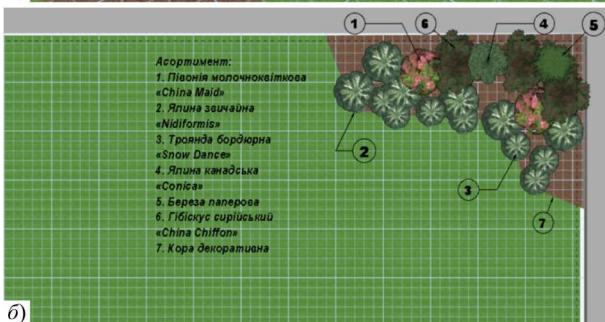 1
6
4
5
Асортимент:
1. Півонія молочноквіткова
«China Maid»
2. Ялина звичайна
«Nidiformis»
3. Троянда бордюрна
«Snow Dance»
4. Ялина канадська
«Conica»
5. Береза паперова
6. Гібіскус сирійський
«China Chiffon»
7. Кора декоративна
2
3
7
б)